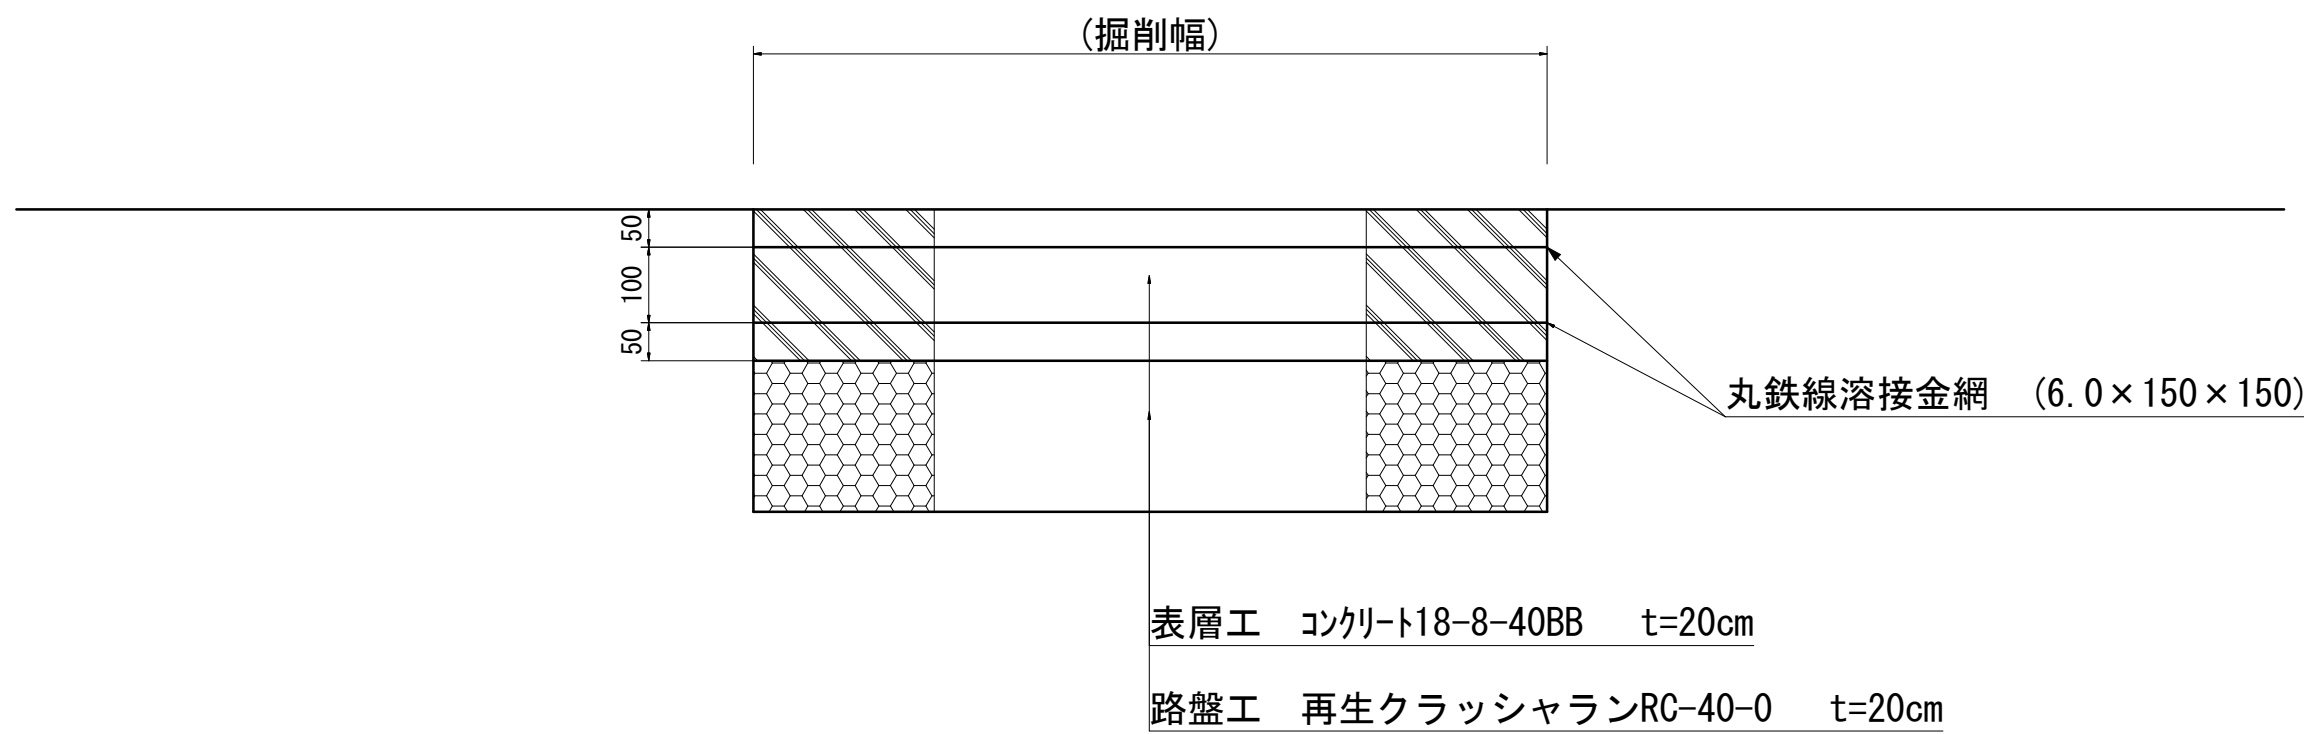 (掘削幅)
50
100
50
丸鉄線溶接金網　(6.0×150×150)
表層工　ｺﾝｸﾘｰﾄ18-8-40BB　t=20cm
路盤工　再生クラッシャランRC-40-0　t=20cm